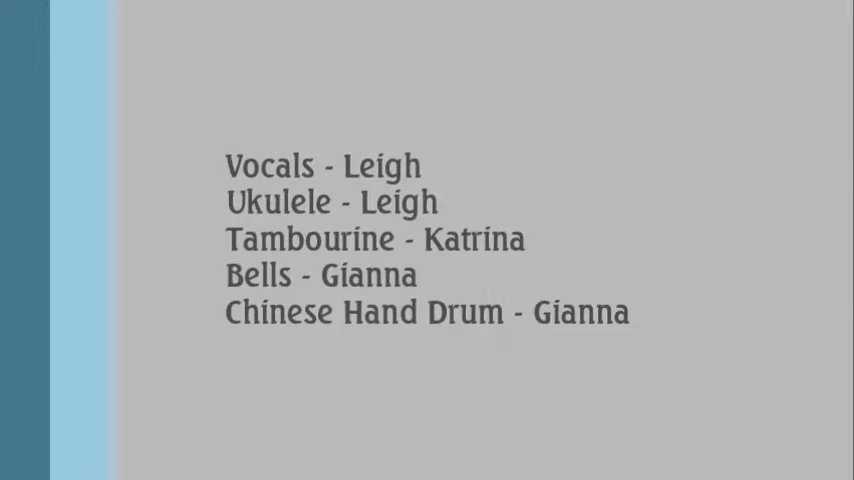 Vocals - Leigh
Ukulele - Leigh
Tambourine - Katrina
Bells - Gianna
Chinese Hand Drum - Gianna